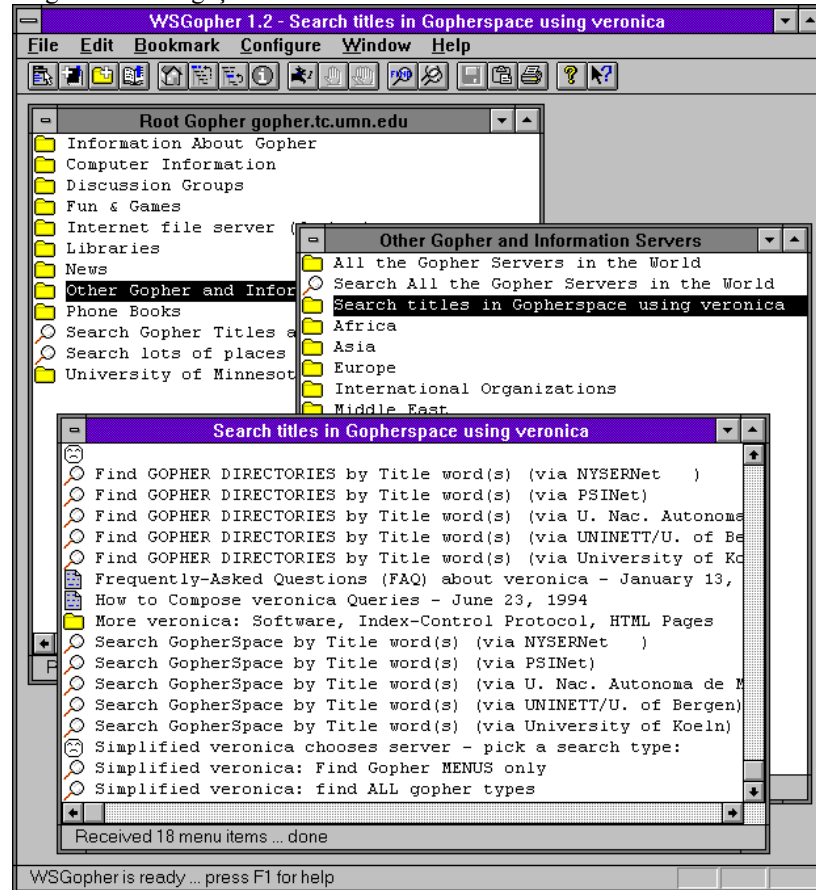 WSGopher 1.2 - Search titles in Gopherspace using veronica
File Edit Bookmark Configure Window Help
Root Gopher gopher.tc.umn.edu
Information About Gopher
Computer Information
Discussion Groups
Fun & Games
Internet file server
Libraries
News
Other Gopher and Infor
Phone Books
Search Gopher Titles a
Search lots of places
University of Minnesot
Other Gopher and Information Servers
All the Gopher Servers in the World
Search All the Gopher Servers in the World
Search titles in Gopherspace using veronica
Africa
Asia
Europe
International Organizations
Middle East
Search titles in Gopherspace using veronica
Find GOPHER DIRECTORIES by Title word(s) (via NYSERNet )
Find GOPHER DIRECTORIES by Title word(s) (via PSINet)
Find GOPHER DIRECTORIES by Title word(s) (via U. Nac. Autonoma
Find GOPHER DIRECTORIES by Title word(s) (via UNINETT/U. of Be
Find GOPHER DIRECTORIES by Title word(s) (via University of Ko
Frequently-Asked Questions (FAQ) about veronica - January 13,
How to Compose veronica Queries - June 23, 1994
More veronica: Software, Index-Control Protocol, HTML Pages
Search GopherSpace by Title word(s) (via NYSERNet )
Search GopherSpace by Title word(s) (via PSINet)
Search GopherSpace by Title word(s) (via U. Nac. Autonoma de M
Search GopherSpace by Title word(s) (via UNINETT/U. of Bergen)
Search GopherSpace by Title word(s) (via University of Koeln)
Simplified veronica chooses server - pick a search type:
Simplified veronica: Find Gopher MENUS only
Simplified veronica: find ALL gopher types
Received 18 menu items ... done
WSGopher is ready ... press F1 for help